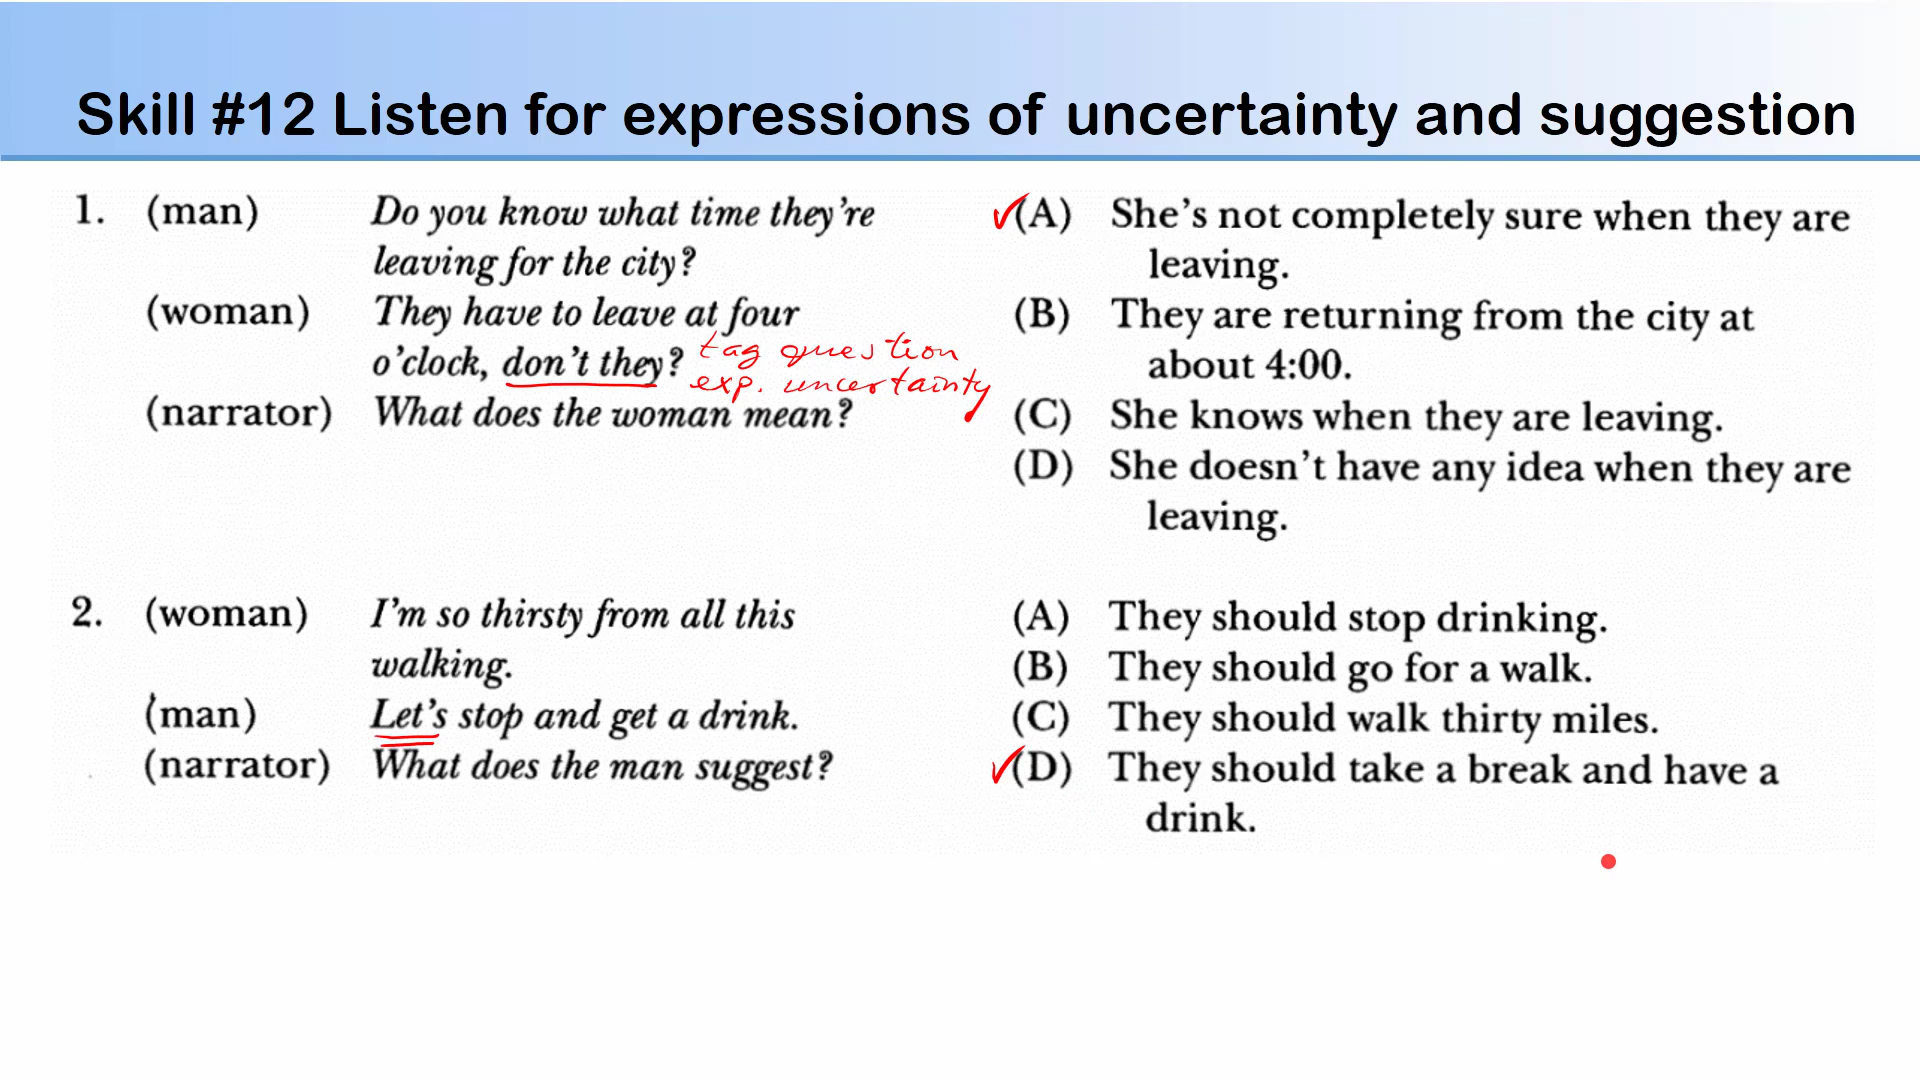 Skill #12 Listen for expressions of uncertainty and suggestion
1. (man) Do you know what time they're
leaving for the city?
(woman) They have to leave at four
o'clock, don't they? tag question
exp. uncertainty
(narrator) What does the woman mean?
(A) She's not completely sure when they are
leaving.
(B) They are returning from the city at
about 4:00.
(C) She knows when they are leaving.
(D) She doesn't have any idea when they are
leaving.
2. (woman) I'm so thirsty from all this
walking.
(man) Let's stop and get a drink.
(narrator) What does the man suggest?
(A) They should stop drinking.
(B) They should go for a walk.
(C) They should walk thirty miles.
(D) They should take a break and have a
drink.